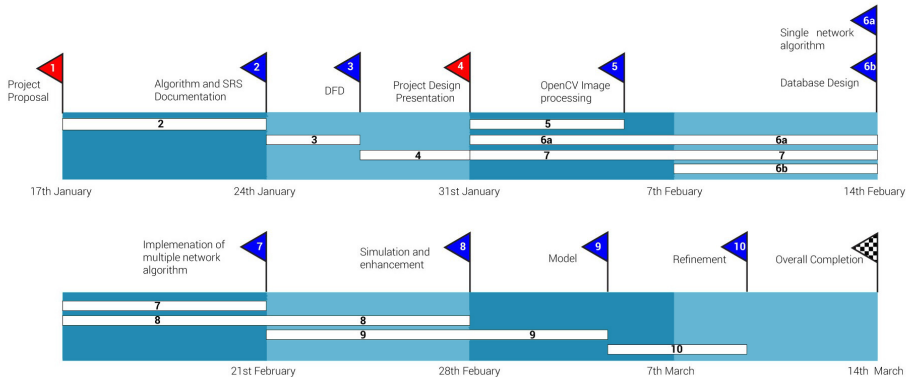 6a
Single network
algorithm
1
2
3
4
5
6b
Project
Proposal
Algorithm and SRS
Documentation
DFD
Project Design
Presentation
OpenCV Image
processing
Database Design
2
5
3
6a
6a
4
7
7
6b
17th January
24th January
31st January
7th Febuary
14th Febuary
7
8
9
10
Implemenation of
multiple network
algorithm
Simulation and
enhancement
Model
Refinement
Overall Completion
7
8
8
9
9
10
21st February
28th Febuary
7th March
14th March